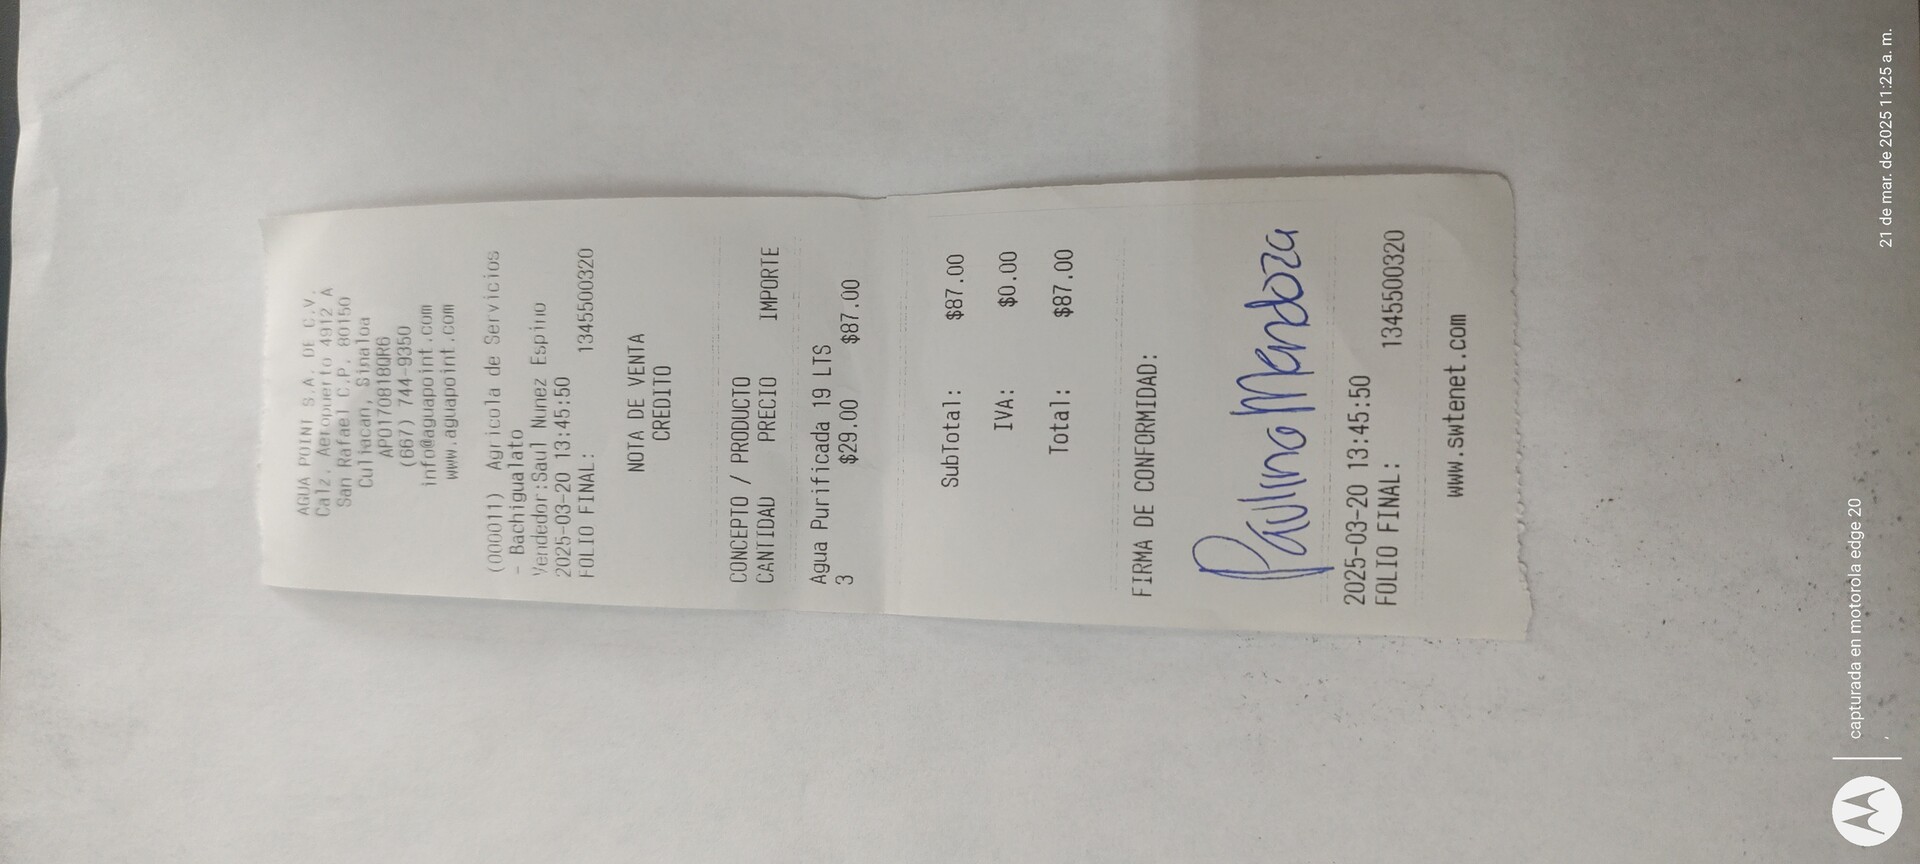 AGUA POINT S.A. DE C.V.
Calz. Aeropuerto 4912 A
San Rafael C.P. 80150
Culiacan, Sinaloa
APO170818QR6
(667) 744-9350
info@aguapoint.com
www.aguapoint.com
(000011) Agricola de Servicios
- Bachigualato
Vendedor:Saul Nunez Espino
2025-03-20 13:45:50
FOLIO FINAL: 1345500320
NOTA DE VENTA
CREDITO
CONCEPTO / PRODUCTO
CANTIDAD PRECIO IMPORTE
Agua Purificada 19 LTS
3 $29.00 $87.00
SubTotal: $87.00
IVA: $0.00
Total: $87.00
FIRMA DE CONFORMIDAD:
Paulino Mendoza
2025-03-20 13:45:50
FOLIO FINAL: 1345500320
www.swtenet.com
capturada en motorola edge 20
21 de mar. de 2025 11:25 a. m.